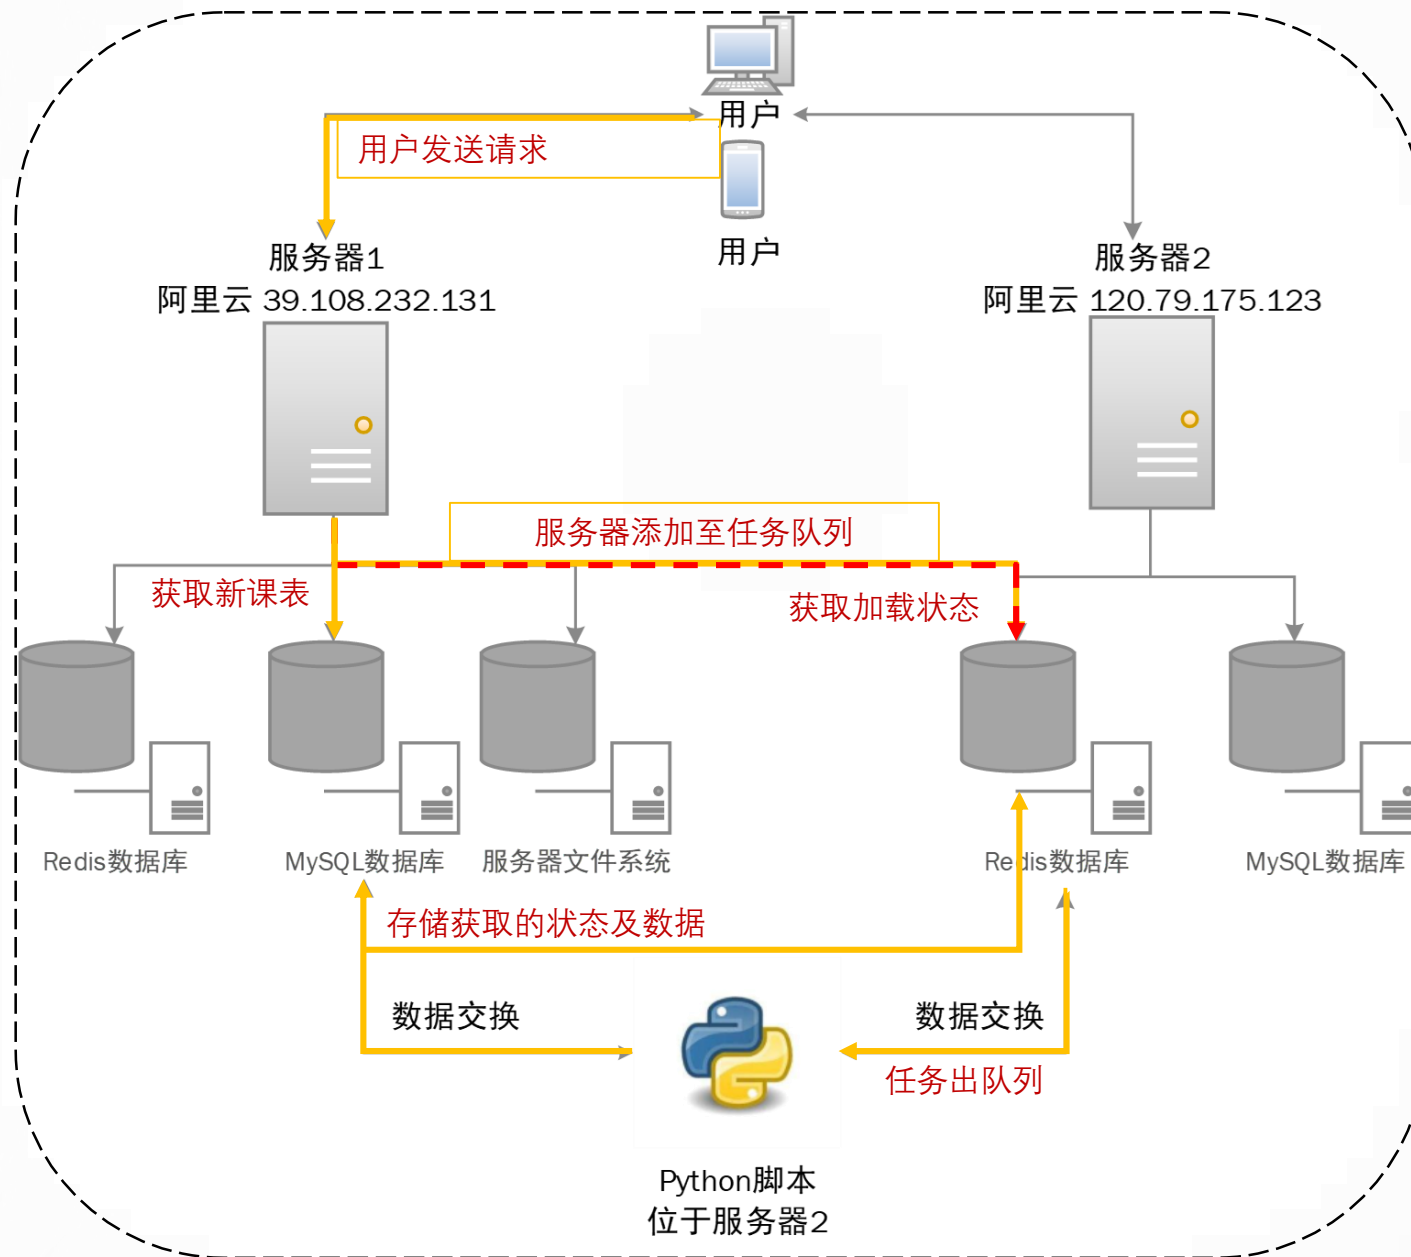 用户
用户发送请求
用户
服务器1
阿里云 39.108.232.131
服务器2
阿里云 120.79.175.123
服务器添加至任务队列
获取新课表
获取加载状态
Redis数据库
MySQL数据库
服务器文件系统
Redis数据库
MySQL数据库
存储获取的状态及数据
数据交换
数据交换
任务出队列
Python脚本
位于服务器2